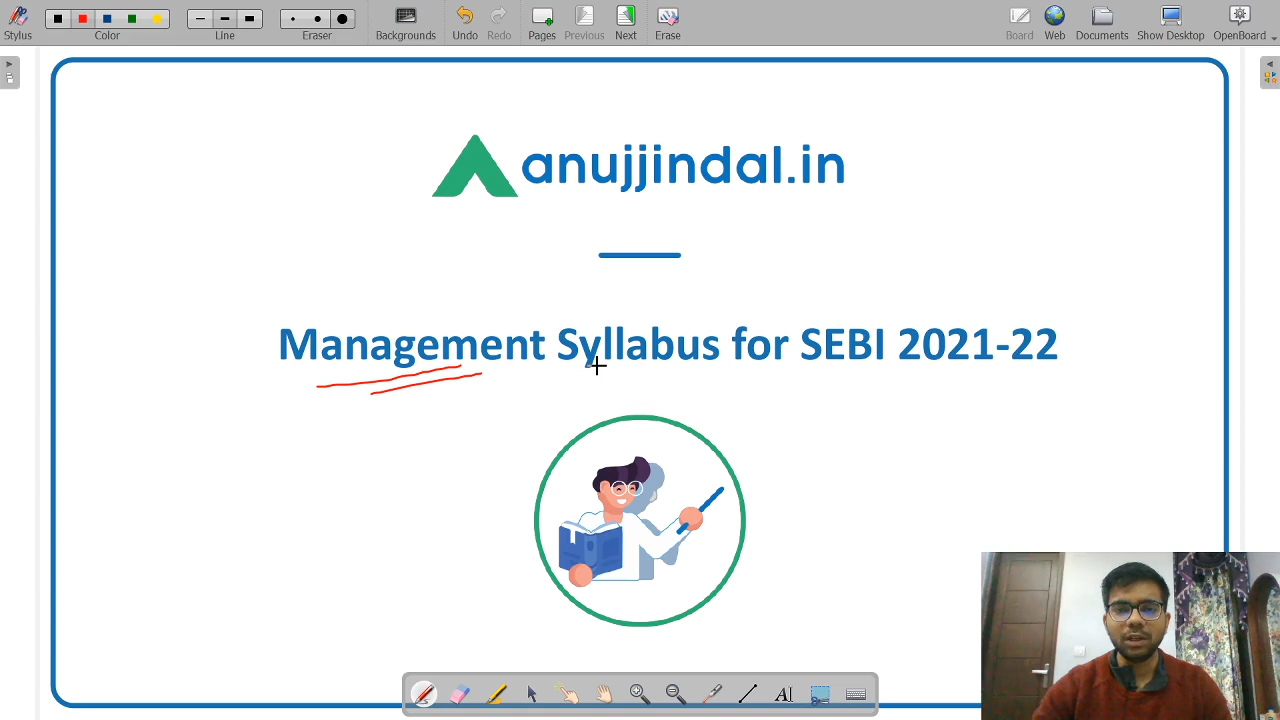 Stylus Color Line Eraser Backgrounds Undo Redo Pages Previous Next Erase Board Web Documents Show Desktop OpenBoard
anujjindal.in
Management Syllabus for SEBI 2021-22
AI